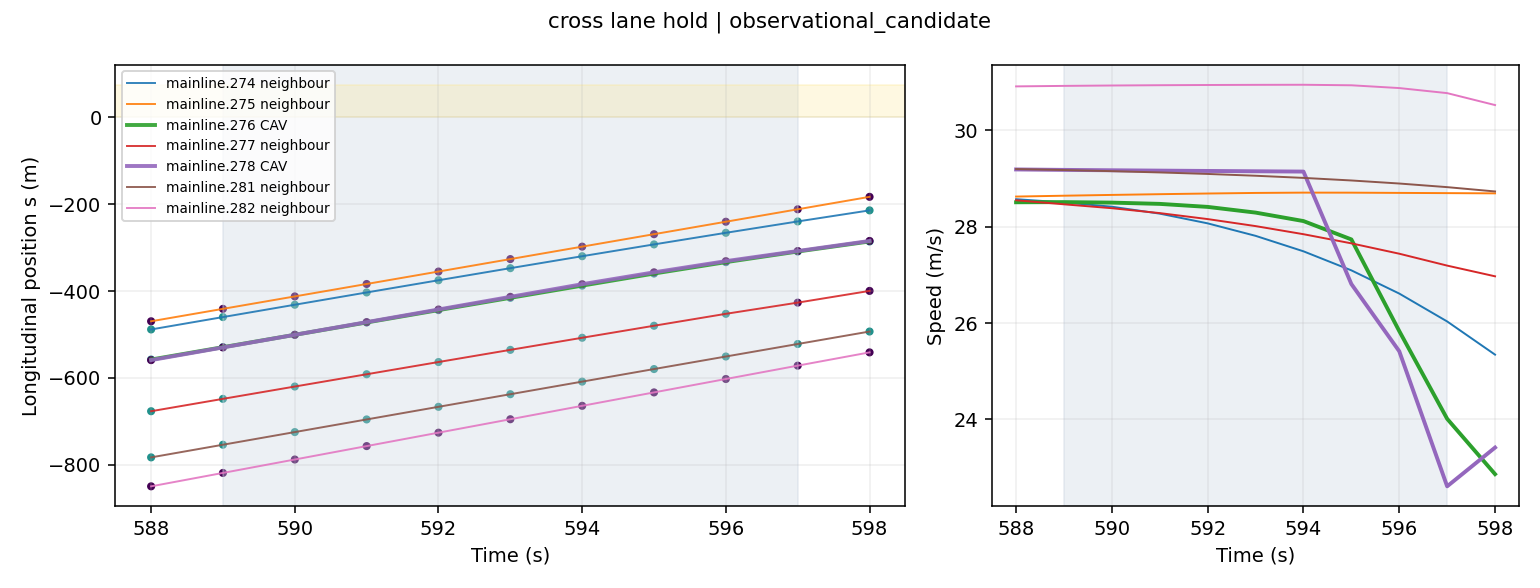 cross lane hold | observational_candidate
mainline.274 neighbour
mainline.275 neighbour
mainline.276 CAV
mainline.277 neighbour
mainline.278 CAV
mainline.281 neighbour
mainline.282 neighbour
Longitudinal position s (m)
0
−200
−400
−600
−800
588 590 592 594 596 598
Time (s)
Speed (m/s)
30
28
26
24
588 590 592 594 596 598
Time (s)